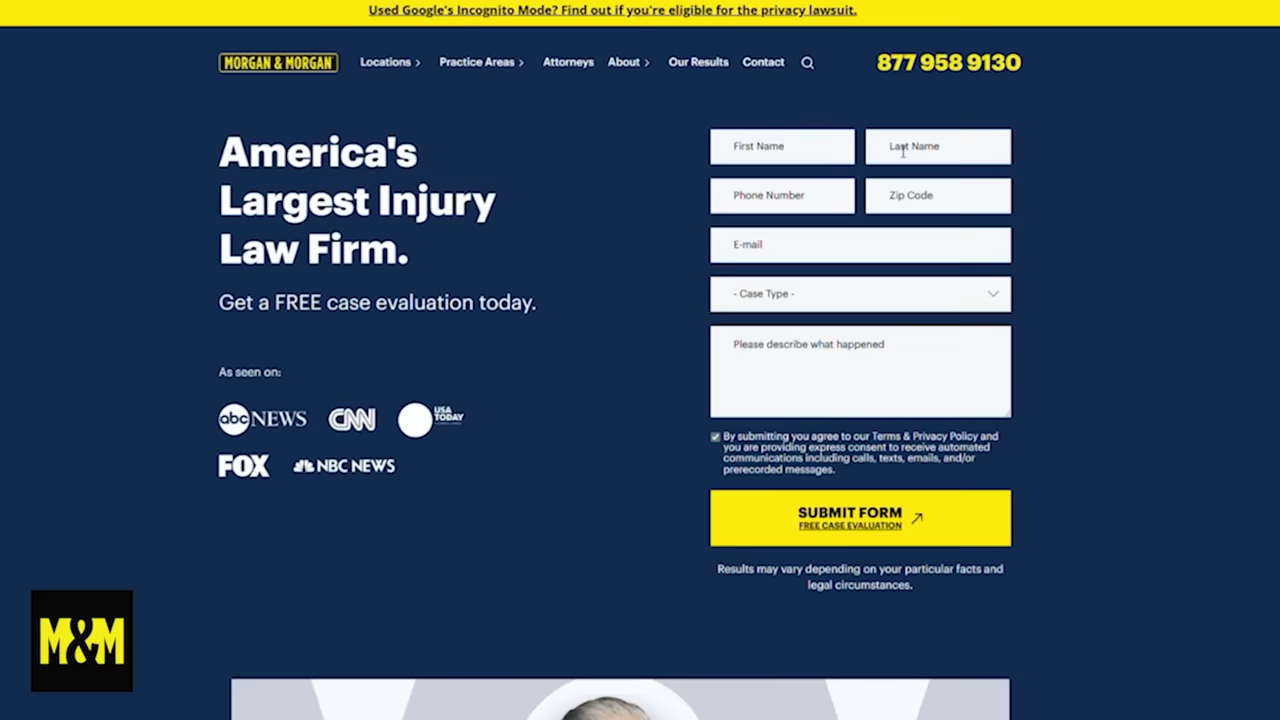 Used Google's Incognito Mode? Find out if you're eligible for the privacy lawsuit.
MORGAN & MORGAN
Locations
Practice Areas
Attorneys
About
Our Results
Contact
877 958 9130
America's
Largest Injury
Law Firm.
Get a FREE case evaluation today.
As seen on:
abc NEWS
CNN
USA
TODAY
FOX
NBC NEWS
First Name
Last Name
Phone Number
Zip Code
E-mail
- Case Type -
Please describe what happened
By submitting you agree to our Terms & Privacy Policy and
you are providing express consent to receive automated
communications including calls, texts, emails, and/or
prerecorded messages.
SUBMIT FORM
FREE CASE EVALUATION
Results may vary depending on your particular facts and
legal circumstances.
M&M